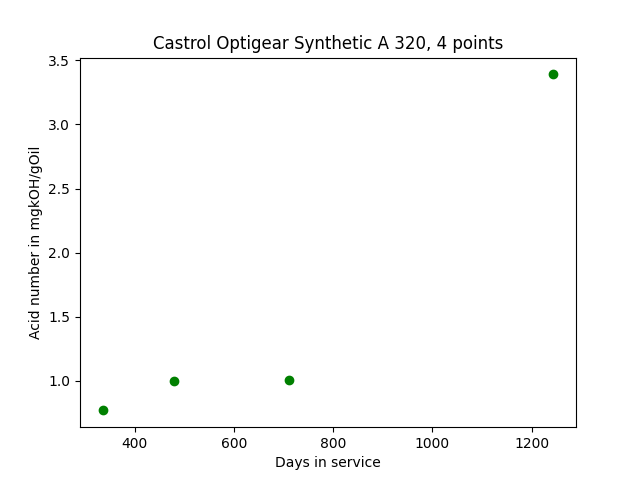 Castrol Optigear Synthetic A 320, 4 points
3.5
3.0
2.5
2.0
1.5
1.0
Acid number in mgkOH/gOil
400 600 800 1000 1200
Days in service